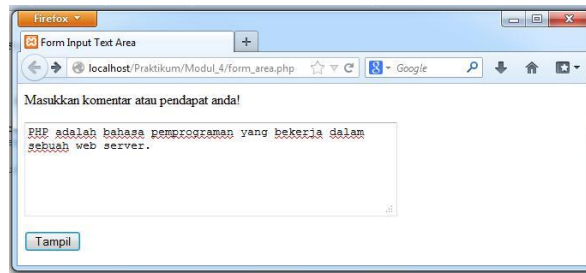 Firefox
Form Input Text Area
localhost/Praktikum/Modul_4/form_area.php
Google
Masukkan komentar atau pendapat anda!
PHP adalah bahasa pemprograman yang bekerja dalam
sebuah web server.
Tampil